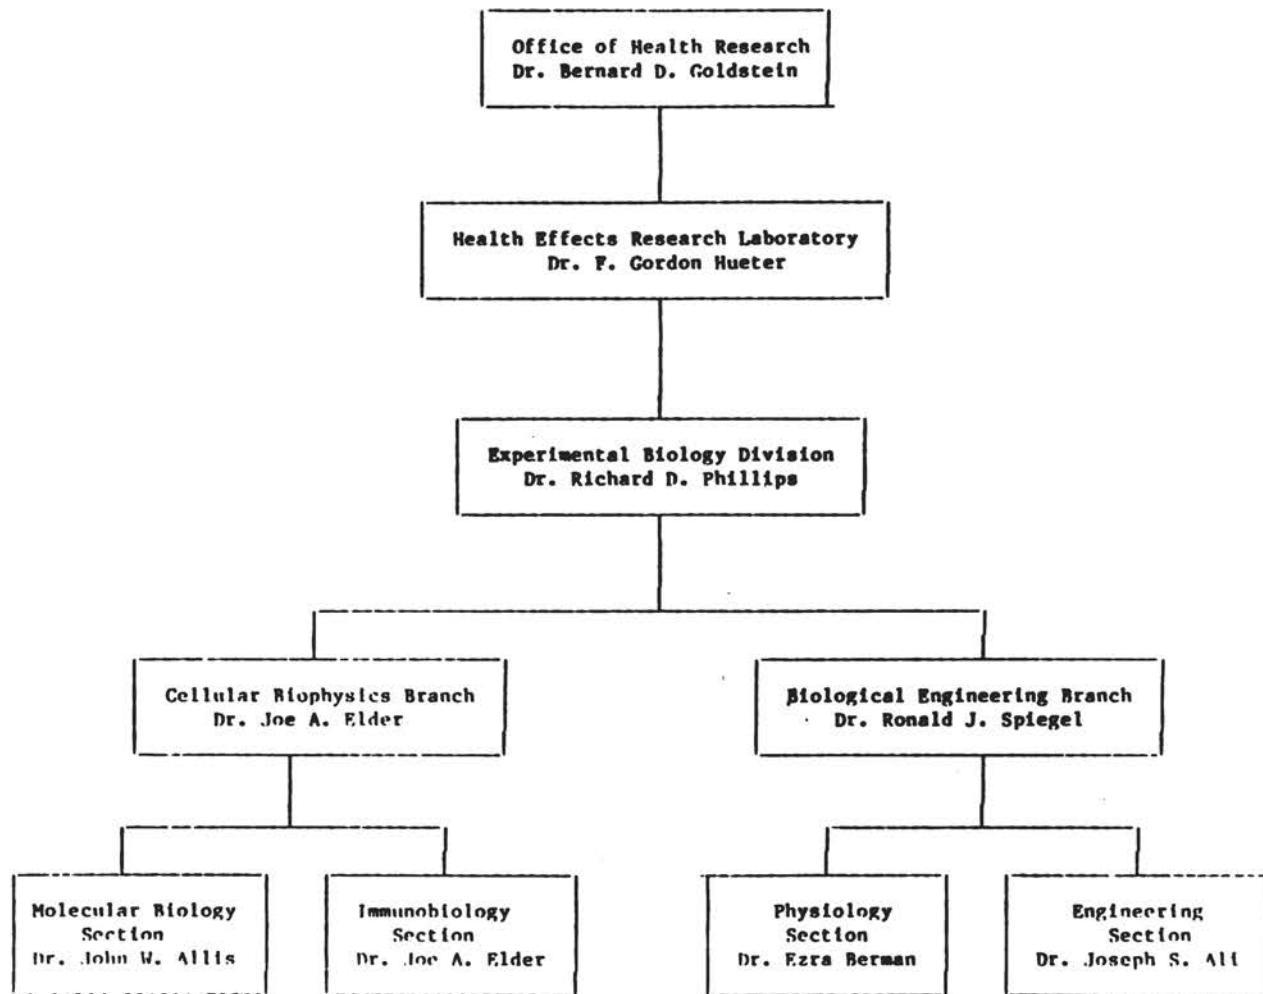 Office of Health Research
Dr. Bernard D. Goldstein
Health Effects Research Laboratory
Dr. F. Gordon Hueter
Experimental Biology Division
Dr. Richard D. Phillips
Cellular Biophysics Branch
Dr. Joe A. Elder
Biological Engineering Branch
Dr. Ronald J. Spiegel
Molecular Biology
Section
Dr. John W. Allis
Immunobiology
Section
Dr. Joe A. Elder
Physiology
Section
Dr. Ezra Berman
Engineering
Section
Dr. Joseph S. Ali